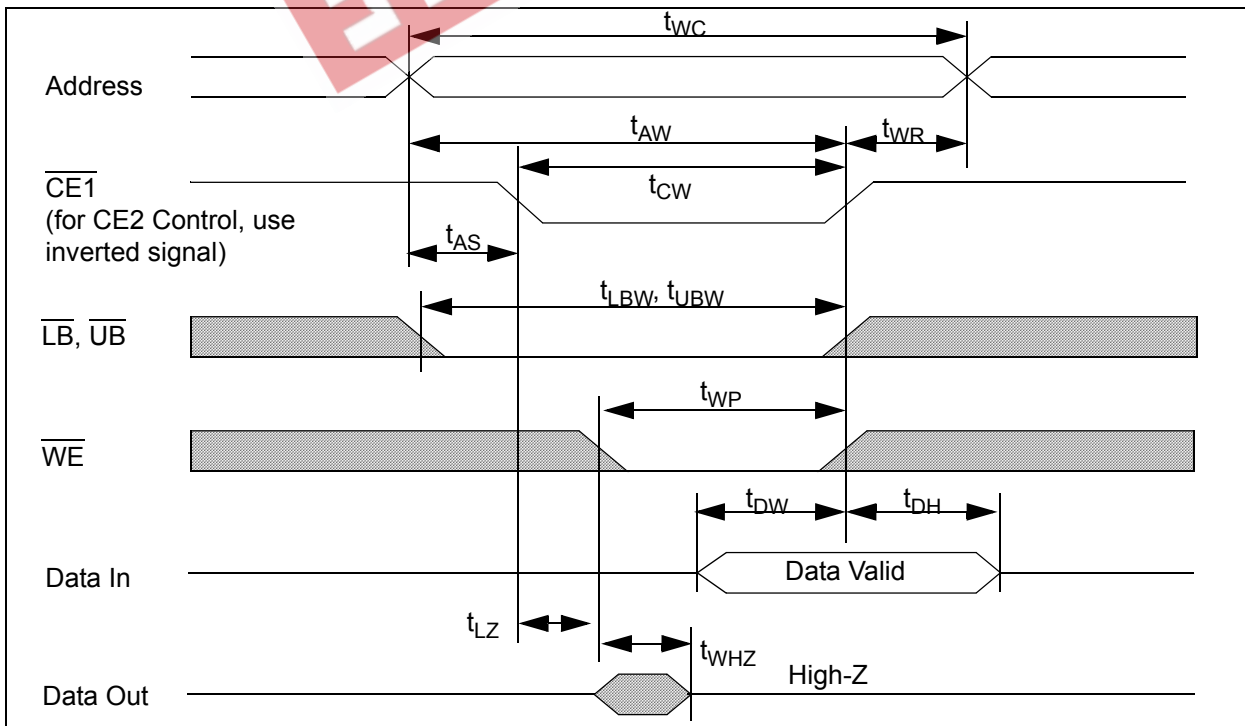 tWC
Address
tAW
tWR
CE1
(for CE2 Control, use
inverted signal)
tCW
tAS
tLBW, tUBW
LB, UB
tWP
WE
tDW
tDH
Data In
Data Valid
tLZ
tWHZ
High-Z
Data Out